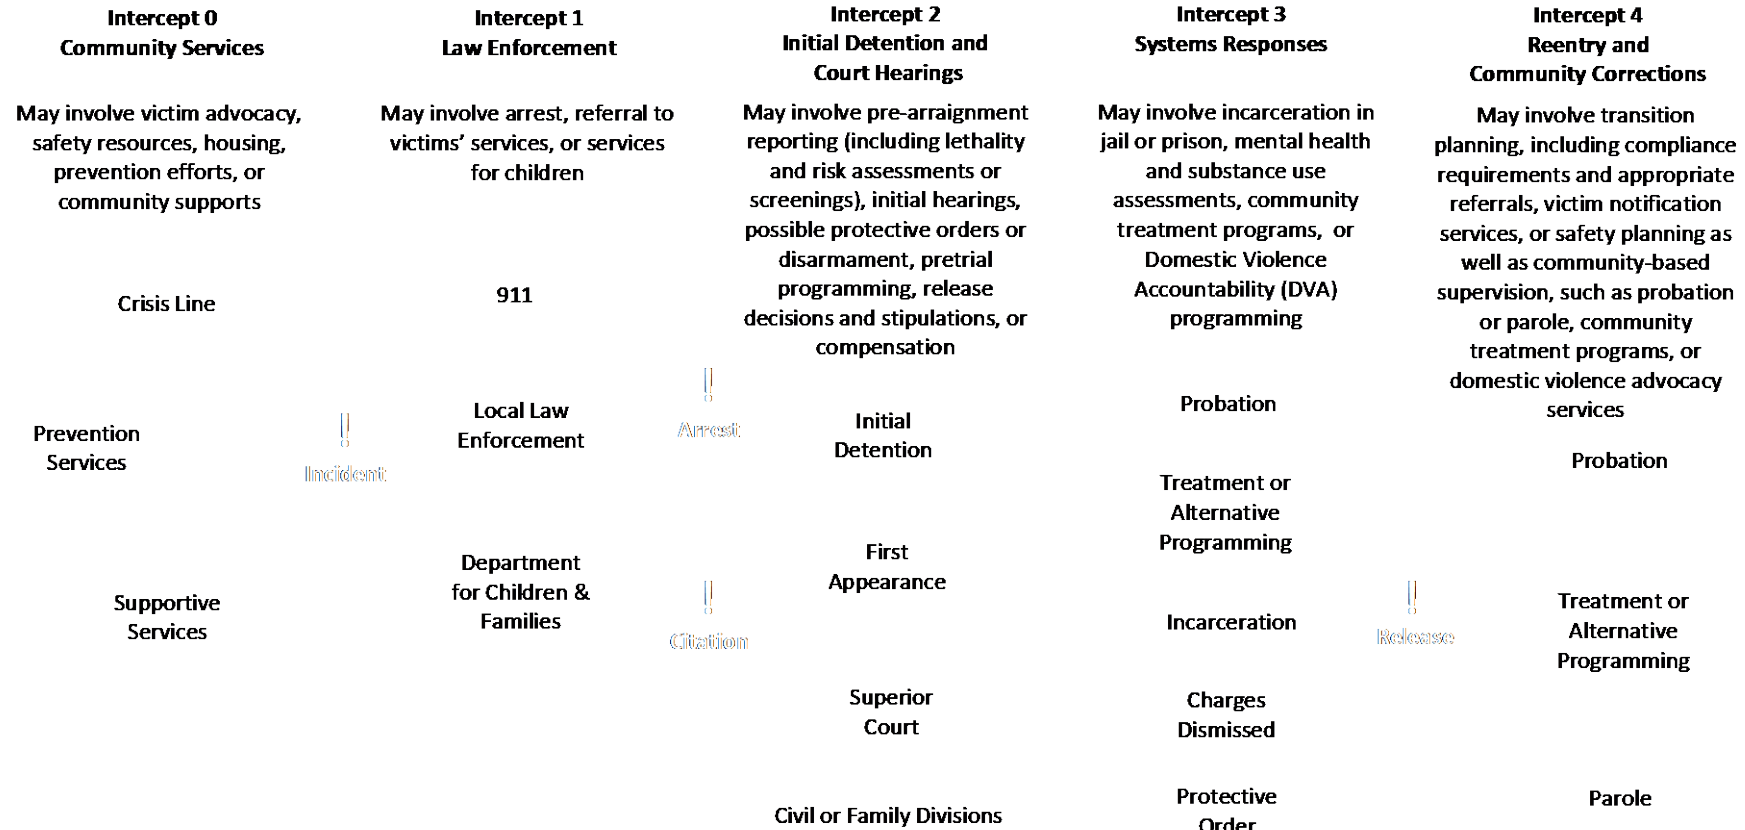 Intercept 0
Community Services
May involve victim advocacy,
safety resources, housing,
prevention efforts, or
community supports
Crisis Line
Prevention
Services
Supportive
Services
!
Incident
Intercept 1
Law Enforcement
May involve arrest, referral to
victims’ services, or services
for children
911
Local Law
Enforcement
Department
for Children &
Families
!
Arrest
!
Citation
Intercept 2
Initial Detention and
Court Hearings
May involve pre-arraignment
reporting (including lethality
and risk assessments or
screenings), initial hearings,
possible protective orders or
disarmament, pretrial
programming, release
decisions and stipulations, or
compensation
Initial
Detention
First
Appearance
Superior
Court
Civil or Family Divisions
Intercept 3
Systems Responses
May involve incarceration in
jail or prison, mental health
and substance use
assessments, community
treatment programs, or
Domestic Violence
Accountability (DVA)
programming
Probation
Treatment or
Alternative
Programming
Incarceration
Charges
Dismissed
Protective
Order
!
Release
Intercept 4
Reentry and
Community Corrections
May involve transition
planning, including compliance
requirements and appropriate
referrals, victim notification
services, or safety planning as
well as community-based
supervision, such as probation
or parole, community
treatment programs, or
domestic violence advocacy
services
Probation
Treatment or
Alternative
Programming
Parole